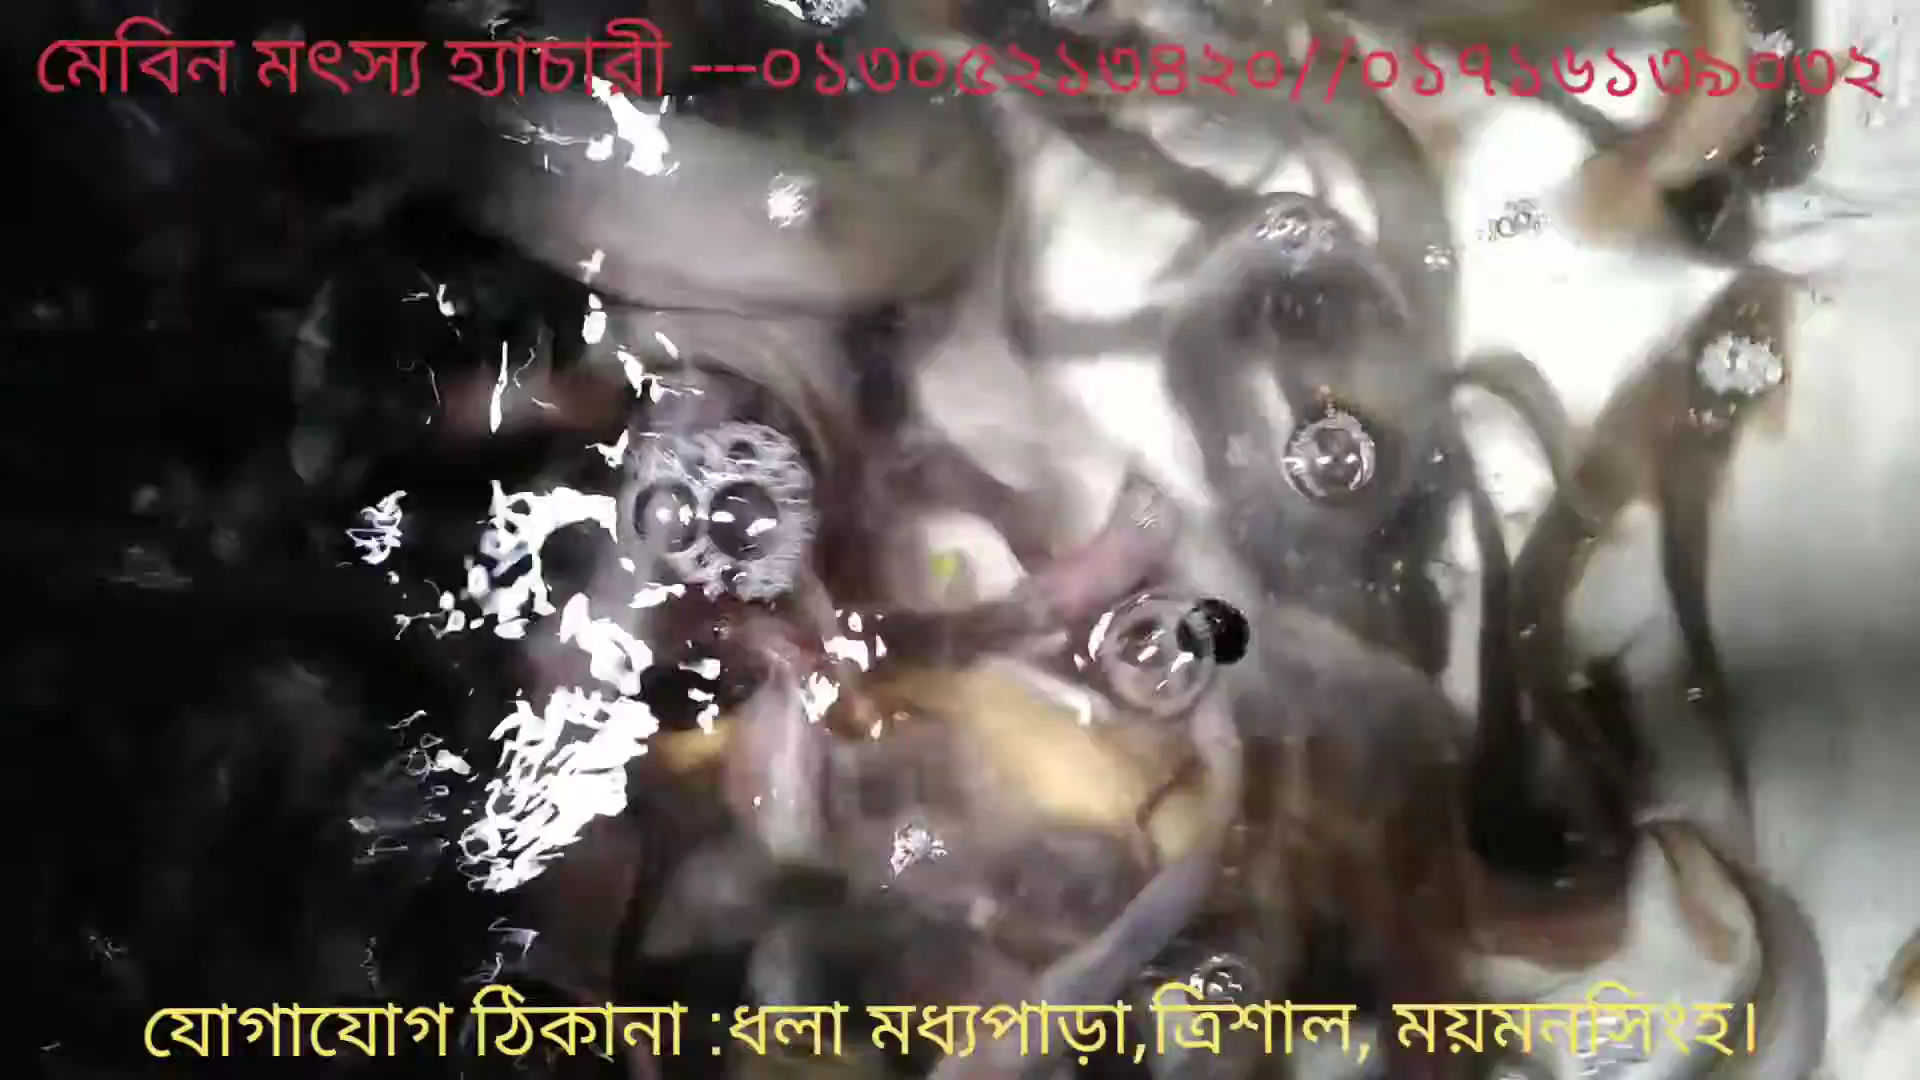 মেবিন মৎস্য হ্যাচারী ---০১৩০৫২১৩৪২০//০১৭১৬১৩৯০৩২
যোগাযোগ ঠিকানা :ধলা মধ্যপাড়া,ত্রিশাল, ময়মনসিংহ।